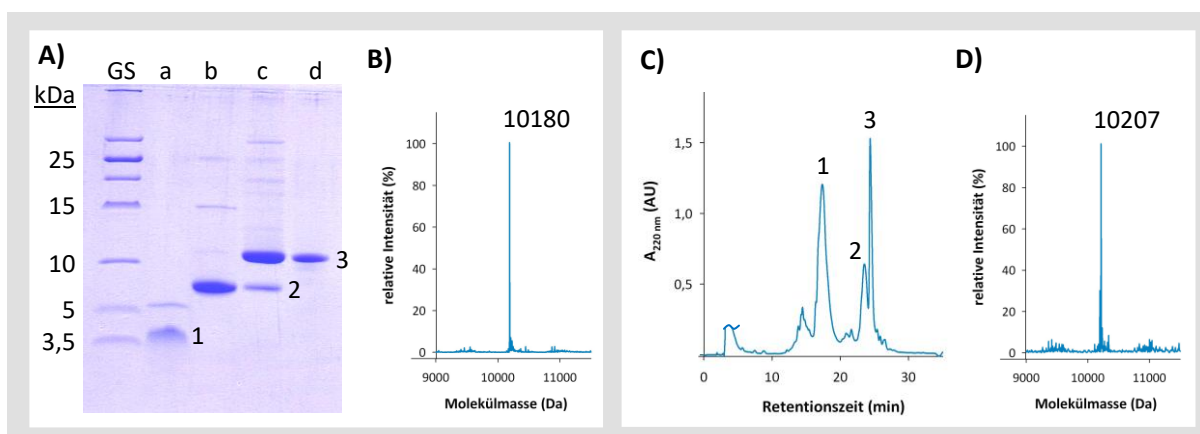 A)
GS a b c d
kDa
25
15
10
5
3,5
1
2
3
B)
10180
relative Intensität (%)
100
80
60
40
20
0
9000 10000 11000
Molekülmasse (Da)
C)
A220 nm (AU)
1,5
1,0
0,5
1
2
3
0 10 20 30
Retentionszeit (min)
D)
10207
relative Intensität (%)
100
80
60
40
20
0
9000 10000 11000
Molekülmasse (Da)